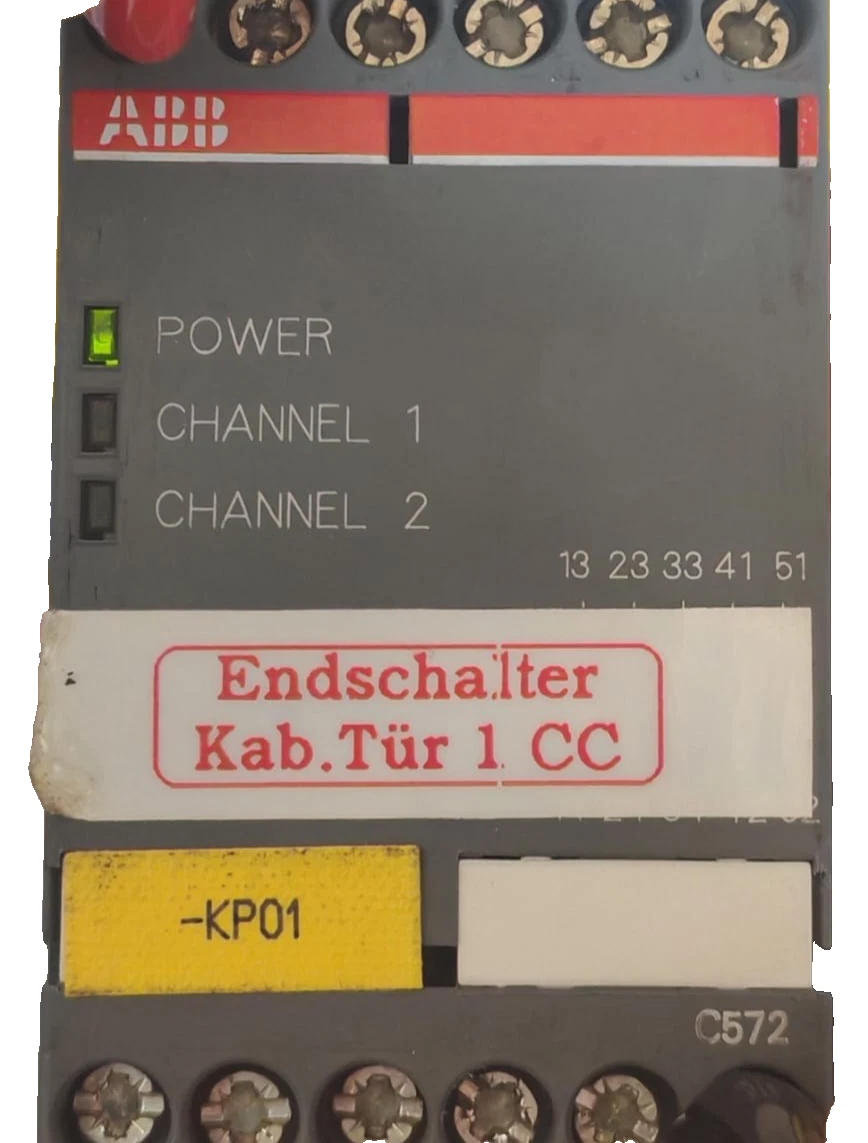 ABB
POWER
CHANNEL 1
CHANNEL 2
13 23 33 41 51
Endschalter
Kab.Tür 1 CC
-KP01
C572